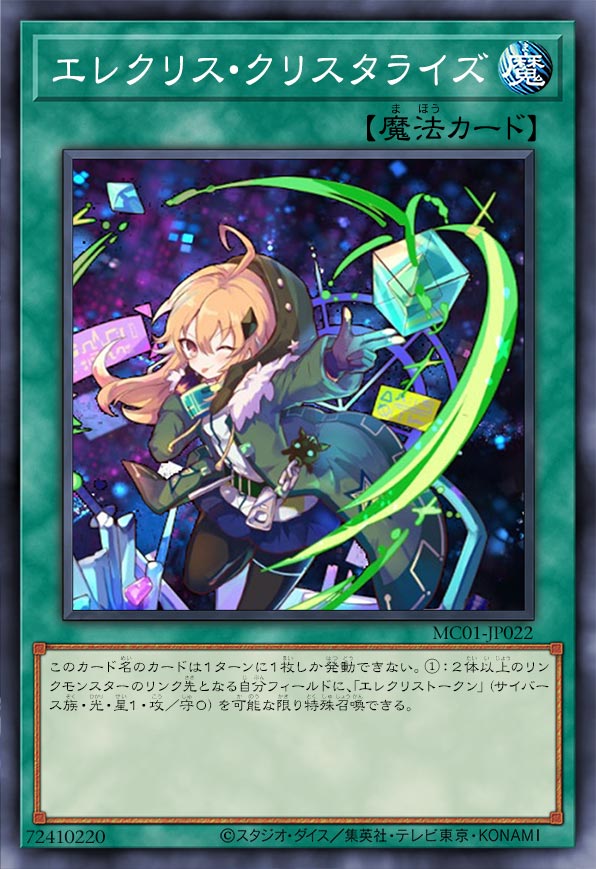 エレクリス・クリスタライズ
魔
【魔法カード】
MC01-JP022
このカード名のカードは1ターンに1枚しか発動できない。①：2体以上のリン
クモンスターのリンク先となる自分フィールドに、「エレクリストークン」（サイバー
ス族・光・星1・攻／守0）を可能な限り特殊召喚できる。
72410220
©スタジオ・ダイス／集英社・テレビ東京・KONAMI